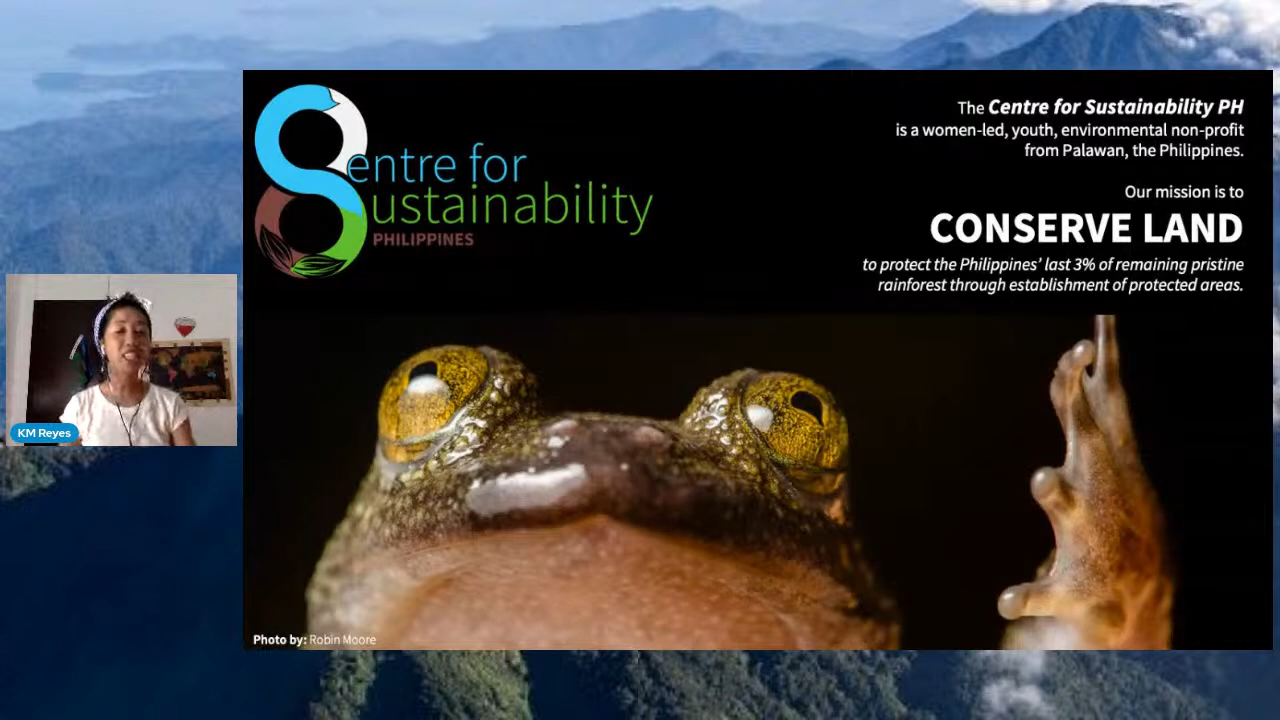 entre for
ustainability
PHILIPPINES
The Centre for Sustainability PH
is a women-led, youth, environmental non-profit
from Palawan, the Philippines.
Our mission is to
CONSERVE LAND
to protect the Philippines' last 3% of remaining pristine
rainforest through establishment of protected areas.
KM Reyes
Photo by: Robin Moore